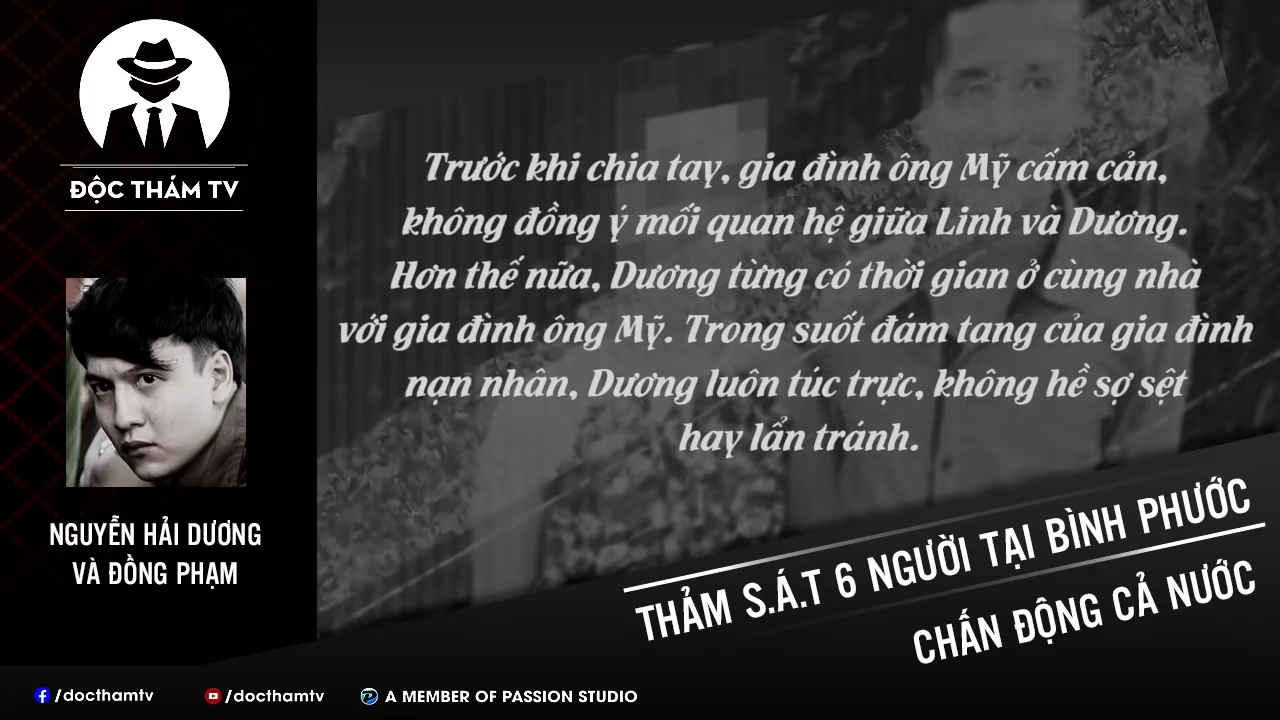 ĐỘC THÁM TV
NGUYỄN HẢI DƯƠNG
VÀ ĐỒNG PHẠM
Trước khi chia tay, gia đình ông Mỹ cấm cản,
không đồng ý mối quan hệ giữa Linh và Dương.
Hơn thế nữa, Dương từng có thời gian ở cùng nhà
với gia đình ông Mỹ. Trong suốt đám tang của gia đình
nạn nhân, Dương luôn túc trực, không hề sợ sệt
hay lẩn tránh.
THẢM S.Á.T 6 NGƯỜI TẠI BÌNH PHƯỚC
CHẤN ĐỘNG CẢ NƯỚC
/docthamtv
/docthamtv
A MEMBER OF PASSION STUDIO